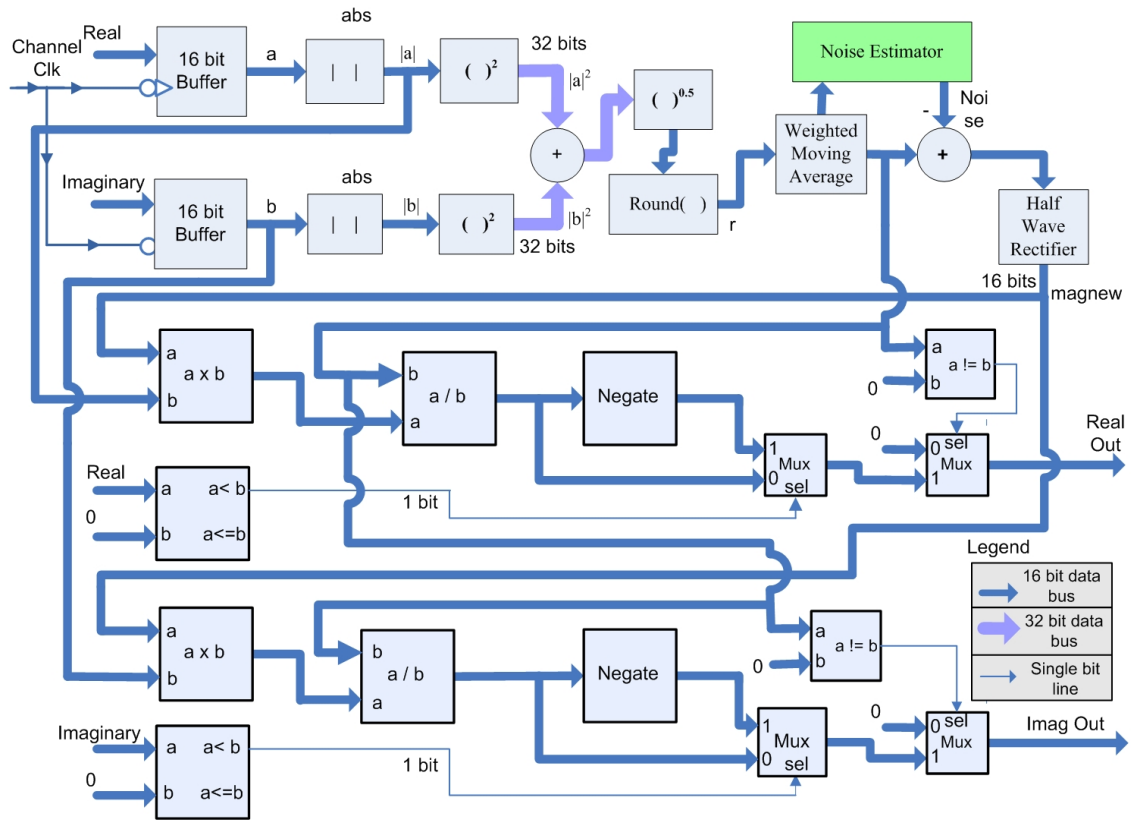 Real
Channel
Clk
16 bit
Buffer
a
abs
| |
|a|
( )²
32 bits
|a|²
+
( )⁰·⁵
Round( )
r
Weighted
Moving
Average
Noise Estimator
-
Noi
se
+
Half
Wave
Rectifier
16 bits
magnew
Imaginary
16 bit
Buffer
b
abs
| |
|b|
( )²
32 bits
|b|²
a
a x b
b
b
a / b
a
Negate
a
a != b
b
0
1
Mux
0
sel
0
0 sel
Mux
1
Real
Out
Real
0
a
a< b
b
a<=b
1 bit
a
a x b
b
b
a / b
a
Negate
a
a != b
b
0
1
Mux
0
sel
0
0 sel
Mux
1
Imag Out
Imaginary
0
a
a< b
b
a<=b
1 bit
Legend
16 bit data
bus
32 bit data
bus
Single bit
line